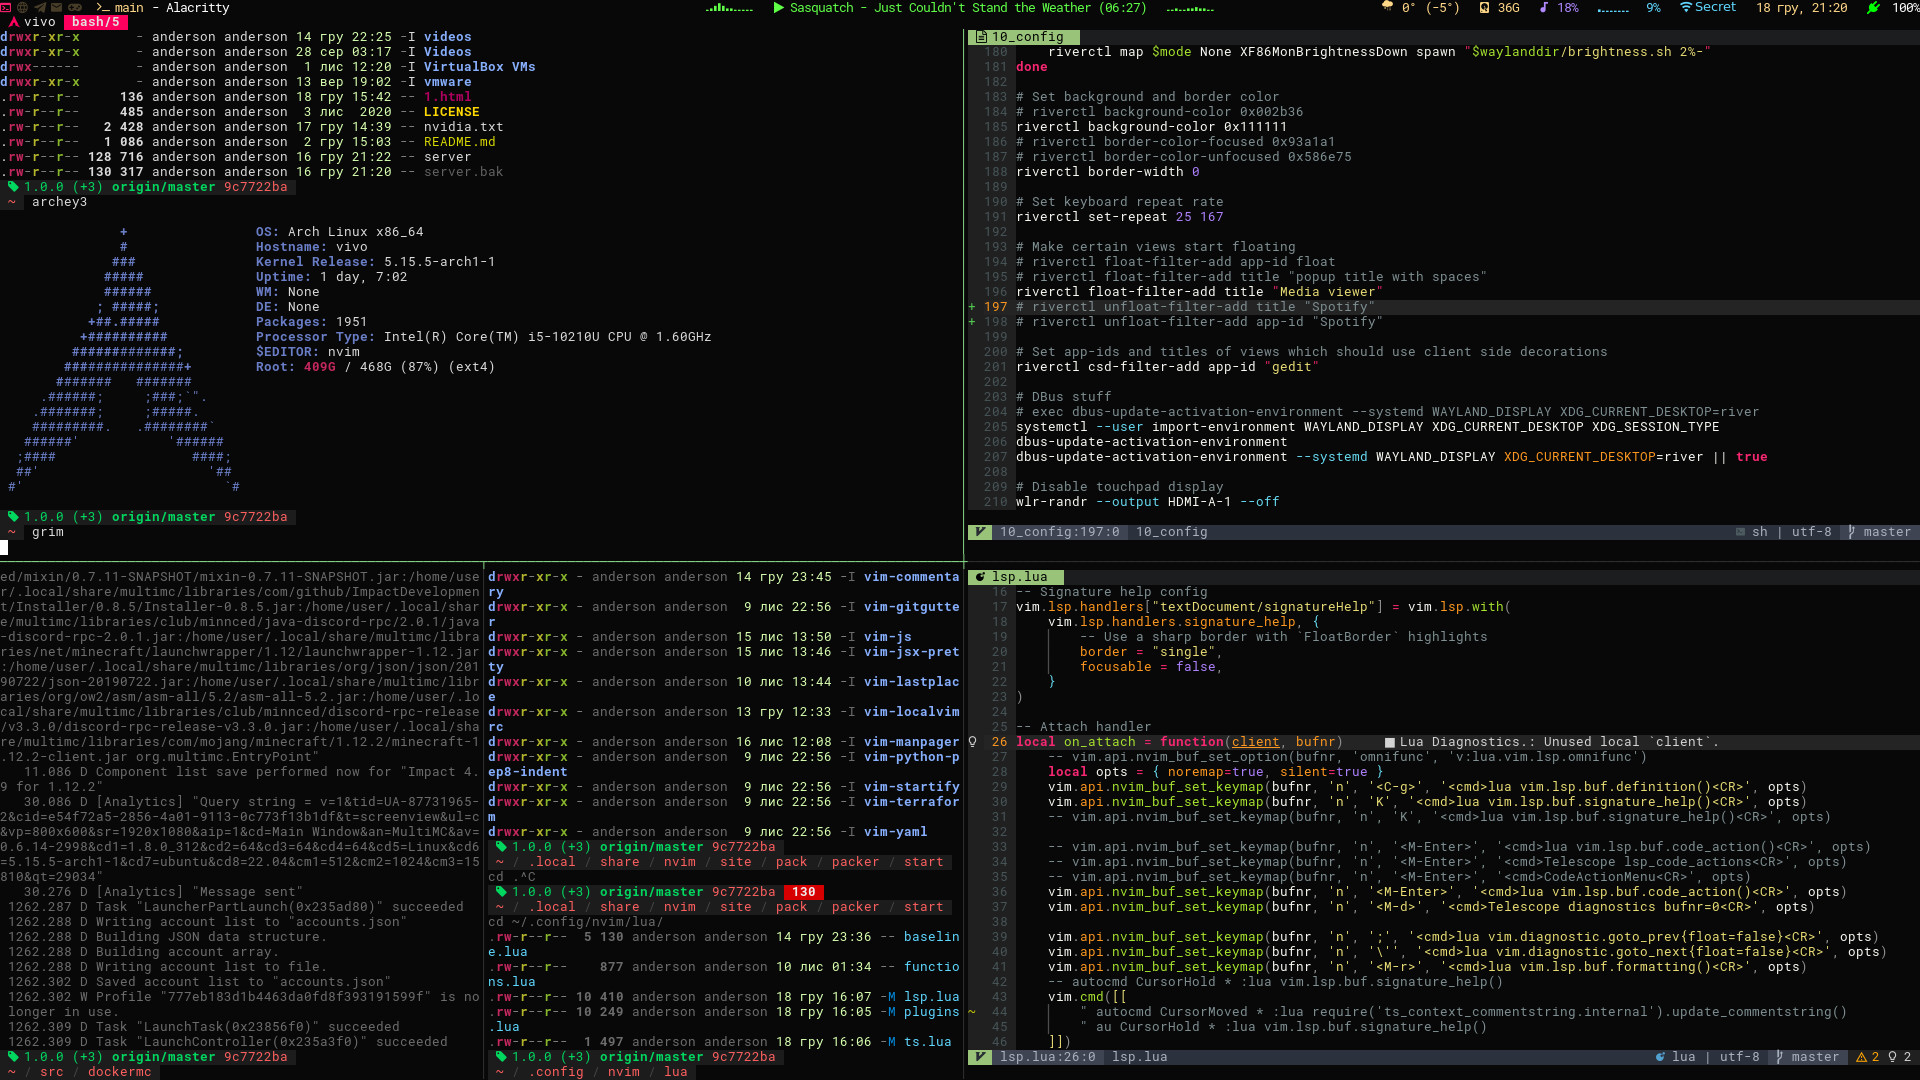 main - Alacritty
Sasquatch - Just Couldn't Stand the Weather (06:27)
0° (-5°) 36G 18% 9% Secret 18 гру, 21:20 100%
vivo bash/5
drwxr-xr-x - anderson anderson 14 гру 22:25 -I videos
drwxr-xr-x - anderson anderson 28 сер 03:17 -I Videos
drwx------ - anderson anderson 1 лис 12:20 -I VirtualBox VMs
drwxr-xr-x - anderson anderson 13 вер 19:02 -I vmware
.rw-r--r-- 136 anderson anderson 18 гру 15:42 -- 1.html
.rw-r--r-- 485 anderson anderson 3 лис 2020 -- LICENSE
.rw-r--r-- 2 428 anderson anderson 17 гру 14:39 -- nvidia.txt
.rw-r--r-- 1 086 anderson anderson 2 гру 15:03 -- README.md
.rw-r--r-- 128 716 anderson anderson 16 гру 21:22 -- server
.rw-r--r-- 130 317 anderson anderson 16 гру 21:20 -- server.bak
1.0.0 (+3) origin/master 9c7722ba
~ archey3
+
#
###
#####
######
; #####;
+##.#####
+##########
#############;
###############+
####### #######
.######; ;###;`".
.#######; ;#####.
#########. .########`
######' '######
;#### ####;
##' '##
#' `#
OS: Arch Linux x86_64
Hostname: vivo
Kernel Release: 5.15.5-arch1-1
Uptime: 1 day, 7:02
WM: None
DE: None
Packages: 1951
Processor Type: Intel(R) Core(TM) i5-10210U CPU @ 1.60GHz
$EDITOR: nvim
Root: 409G / 468G (87%) (ext4)
1.0.0 (+3) origin/master 9c7722ba
~ grim
10_config
180 riverctl map $mode None XF86MonBrightnessDown spawn "$waylanddir/brightness.sh 2%-"
181 done
182
183 # Set background and border color
184 # riverctl background-color 0x002b36
185 riverctl background-color 0x111111
186 # riverctl border-color-focused 0x93a1a1
187 # riverctl border-color-unfocused 0x586e75
188 riverctl border-width 0
189
190 # Set keyboard repeat rate
191 riverctl set-repeat 25 167
192
193 # Make certain views start floating
194 # riverctl float-filter-add app-id float
195 # riverctl float-filter-add title "popup title with spaces"
196 riverctl float-filter-add title "Media viewer"
+ 197 # riverctl unfloat-filter-add title "Spotify"
+ 198 # riverctl unfloat-filter-add app-id "Spotify"
199
200 # Set app-ids and titles of views which should use client side decorations
201 riverctl csd-filter-add app-id "gedit"
202
203 # DBus stuff
204 # exec dbus-update-activation-environment --systemd WAYLAND_DISPLAY XDG_CURRENT_DESKTOP=river
205 systemctl --user import-environment WAYLAND_DISPLAY XDG_CURRENT_DESKTOP XDG_SESSION_TYPE
206 dbus-update-activation-environment
207 dbus-update-activation-environment --systemd WAYLAND_DISPLAY XDG_CURRENT_DESKTOP=river || true
208
209 # Disable touchpad display
210 wlr-randr --output HDMI-A-1 --off
10_config:197:0 10_config sh | utf-8 master
ed/mixin/0.7.11-SNAPSHOT/mixin-0.7.11-SNAPSHOT.jar:/home/use
r/.local/share/multimc/libraries/com/github/ImpactDevelopmen
t/Installer/0.8.5/Installer-0.8.5.jar:/home/user/.local/shar
e/multimc/libraries/club/minnced/java-discord-rpc/2.0.1/java
-discord-rpc-2.0.1.jar:/home/user/.local/share/multimc/libra
ries/net/minecraft/launchwrapper/1.12/launchwrapper-1.12.jar
:/home/user/.local/share/multimc/libraries/org/json/json/201
90722/json-20190722.jar:/home/user/.local/share/multimc/libr
aries/org/ow2/asm/asm-all/5.2/asm-all-5.2.jar:/home/user/.lo
cal/share/multimc/libraries/club/minnced/discord-rpc-release
/v3.3.0/discord-rpc-release-v3.3.0.jar:/home/user/.local/sha
re/multimc/libraries/com/mojang/minecraft/1.12.2/minecraft-1
.12.2-client.jar org.multimc.EntryPoint"
11.086 D Component list save performed now for "Impact 4.
9 for 1.12.2"
30.086 D [Analytics] "Query string = v=1&tid=UA-87731965-
2&cid=e54f72a5-2856-4a01-9113-0c773f13b1df&t=screenview&ul=c
&vp=800x600&sr=1920x1080&aip=1&cd=Main Window&an=MultiMC&av=
0.6.14-2998&cd1=1.8.0_312&cd2=64&cd3=64&cd4=64&cd5=Linux&cd6
=5.15.5-arch1-1&cd7=ubuntu&cd8=22.04&cm1=512&cm2=1024&cm3=15
810&qt=29034"
30.276 D [Analytics] "Message sent"
1262.287 D Task "LauncherPartLaunch(0x235ad80)" succeeded
1262.288 D Writing account list to "accounts.json"
1262.288 D Building JSON data structure.
1262.288 D Building account array.
1262.288 D Writing account list to file.
1262.302 D Saved account list to "accounts.json"
1262.302 W Profile "777eb183d1b4463da0fd8f393191599f" is no
longer in use.
1262.309 D Task "LaunchTask(0x23856f0)" succeeded
1262.309 D Task "LaunchController(0x235a3f0)" succeeded
1.0.0 (+3) origin/master 9c7722ba
~ / src / dockermc
drwxr-xr-x - anderson anderson 14 гру 23:45 -I vim-commenta
ry
drwxr-xr-x - anderson anderson 9 лис 22:56 -I vim-gitgutte
r
drwxr-xr-x - anderson anderson 15 лис 13:50 -I vim-js
drwxr-xr-x - anderson anderson 15 лис 13:46 -I vim-jsx-pret
ty
drwxr-xr-x - anderson anderson 10 лис 13:44 -I vim-lastplac
e
drwxr-xr-x - anderson anderson 13 гру 12:33 -I vim-localvim
rc
drwxr-xr-x - anderson anderson 16 лис 12:08 -I vim-manpager
drwxr-xr-x - anderson anderson 9 лис 22:56 -I vim-python-p
ep8-indent
drwxr-xr-x - anderson anderson 9 лис 22:56 -I vim-startify
drwxr-xr-x - anderson anderson 9 лис 22:56 -I vim-terrafor
m
drwxr-xr-x - anderson anderson 9 лис 22:56 -I vim-yaml
1.0.0 (+3) origin/master 9c7722ba
~ / .local / share / nvim / site / pack / packer / start
cd .^C
1.0.0 (+3) origin/master 9c7722ba 130
~ / .local / share / nvim / site / pack / packer / start
cd ~/.config/nvim/lua/
.rw-r--r-- 5 130 anderson anderson 14 гру 23:36 -- baselin
e.lua
.rw-r--r-- 877 anderson anderson 10 лис 01:34 -- functio
ns.lua
.rw-r--r-- 10 410 anderson anderson 18 гру 16:07 -M lsp.lua
.rw-r--r-- 10 249 anderson anderson 18 гру 16:05 -M plugins
.lua
.rw-r--r-- 1 497 anderson anderson 18 гру 16:06 -M ts.lua
1.0.0 (+3) origin/master 9c7722ba
~ / .config / nvim / lua
lsp.lua
16 -- Signature help config
17 vim.lsp.handlers["textDocument/signatureHelp"] = vim.lsp.with(
18 vim.lsp.handlers.signature_help, {
19 -- Use a sharp border with `FloatBorder` highlights
20 border = "single",
21 focusable = false,
22 }
23 )
24
25 -- Attach handler
26 local on_attach = function(client, bufnr) ■ Lua Diagnostics.: Unused local `client`.
27 -- vim.api.nvim_buf_set_option(bufnr, 'omnifunc', 'v:lua.vim.lsp.omnifunc')
28 local opts = { noremap=true, silent=true }
29 vim.api.nvim_buf_set_keymap(bufnr, 'n', '<C-g>', '<cmd>lua vim.lsp.buf.definition()<CR>', opts)
30 vim.api.nvim_buf_set_keymap(bufnr, 'n', 'K', '<cmd>lua vim.lsp.buf.signature_help()<CR>', opts)
31 -- vim.api.nvim_buf_set_keymap(bufnr, 'n', 'K', '<cmd>lua vim.lsp.buf.signature_help()<CR>', opts)
32
33 -- vim.api.nvim_buf_set_keymap(bufnr, 'n', '<M-Enter>', '<cmd>lua vim.lsp.buf.code_action()<CR>', opts)
34 -- vim.api.nvim_buf_set_keymap(bufnr, 'n', '<M-Enter>', '<cmd>Telescope lsp_code_actions<CR>', opts)
35 -- vim.api.nvim_buf_set_keymap(bufnr, 'n', '<M-Enter>', '<cmd>CodeActionMenu<CR>', opts)
36 vim.api.nvim_buf_set_keymap(bufnr, 'n', '<M-Enter>', '<cmd>lua vim.lsp.buf.code_action()<CR>', opts)
37 vim.api.nvim_buf_set_keymap(bufnr, 'n', '<M-d>', '<cmd>Telescope diagnostics bufnr=0<CR>', opts)
38
39 vim.api.nvim_buf_set_keymap(bufnr, 'n', ';', '<cmd>lua vim.diagnostic.goto_prev{float=false}<CR>', opts)
40 vim.api.nvim_buf_set_keymap(bufnr, 'n', '\'', '<cmd>lua vim.diagnostic.goto_next{float=false}<CR>', opts)
41 vim.api.nvim_buf_set_keymap(bufnr, 'n', '<M-r>', '<cmd>lua vim.lsp.buf.formatting()<CR>', opts)
42 -- autocmd CursorHold * :lua vim.lsp.buf.signature_help()
43 vim.cmd([[
~ 44 " autocmd CursorMoved * :lua require('ts_context_commentstring.internal').update_commentstring()
45 " au CursorHold * :lua vim.lsp.buf.signature_help()
46 ]])
lsp.lua:26:0 lsp.lua lua | utf-8 master 2 2